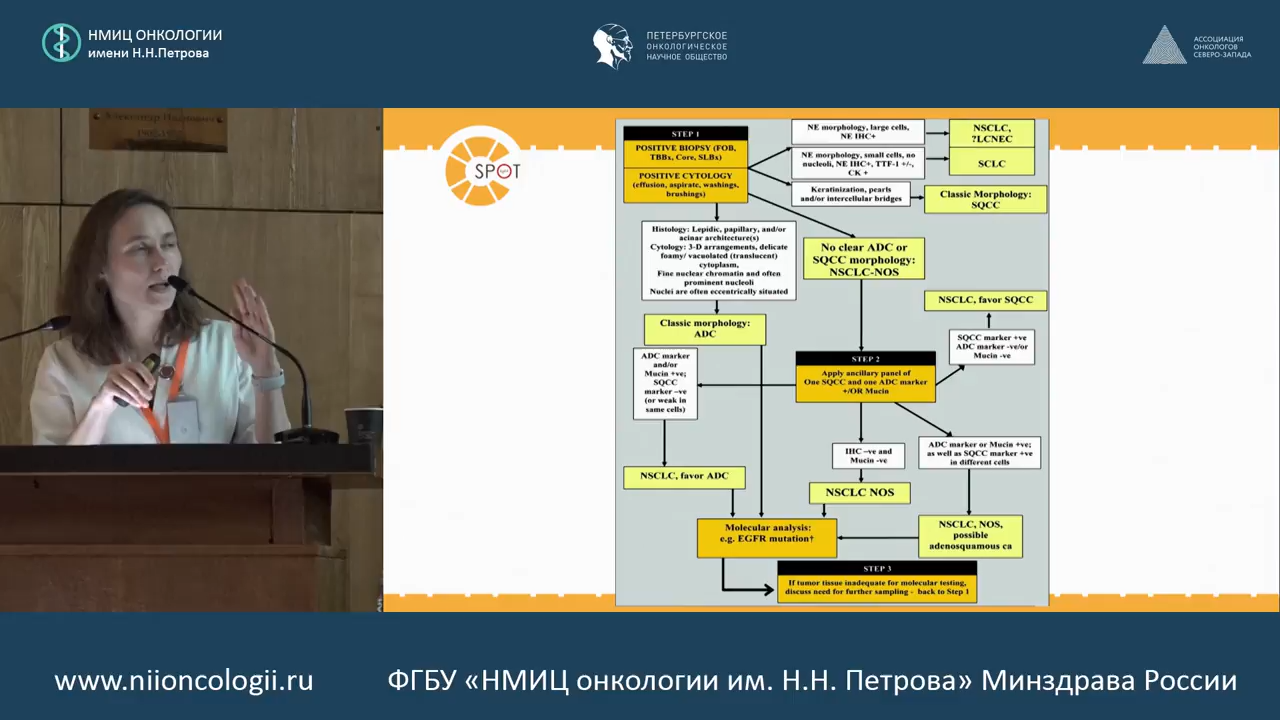 НМИЦ ОНКОЛОГИИ
имени Н.Н.Петрова
ПЕТЕРБУРГСКОЕ
ОНКОЛОГИЧЕСКОЕ
НАУЧНОЕ ОБЩЕСТВО
АССОЦИАЦИЯ
ОНКОЛОГОВ
СЕВЕРО-ЗАПАДА
SPOT
STEP 1
POSITIVE BIOPSY (FOB,
TBBx, Core, SLBx)
POSITIVE CYTOLOGY
(effusion, aspirate, washings,
brushings)
NE morphology, large cells,
NE IHC+
NSCLC,
?LCNEC
NE morphology, small cells, no
nucleoli, NE IHC+, TTF-1 +/-,
CK +
SCLC
Keratinization, pearls
and/or intercellular bridges
Classic Morphology:
SQCC
Histology: Lepidic, papillary, and/or
acinar architecture(s)
Cytology: 3-D arrangements, delicate
foamy/ vacuolated (translucent)
cytoplasm,
Fine nuclear chromatin and often
prominent nucleoli
Nuclei are often eccentrically situated
No clear ADC or
SQCC morphology:
NSCLC-NOS
Classic morphology:
ADC
NSCLC, favor SQCC
SQCC marker +ve
ADC marker -ve/or
Mucin -ve
STEP 2
Apply ancillary panel of
One SQCC and one ADC marker
+/OR Mucin
ADC marker
and/or
Mucin +ve;
SQCC
marker –ve
(or weak in
same cells)
IHC –ve and
Mucin -ve
ADC marker or Mucin +ve;
as well as SQCC marker +ve
in different cells
NSCLC, favor ADC
NSCLC NOS
Molecular analysis:
e.g. EGFR mutation†
NSCLC, NOS,
possible
adenosquamous ca
STEP 3
If tumor tissue inadequate for molecular testing,
discuss need for further sampling - back to Step 1
www.niioncologii.ru
ФГБУ «НМИЦ онкологии им. Н.Н. Петрова» Минздрава России